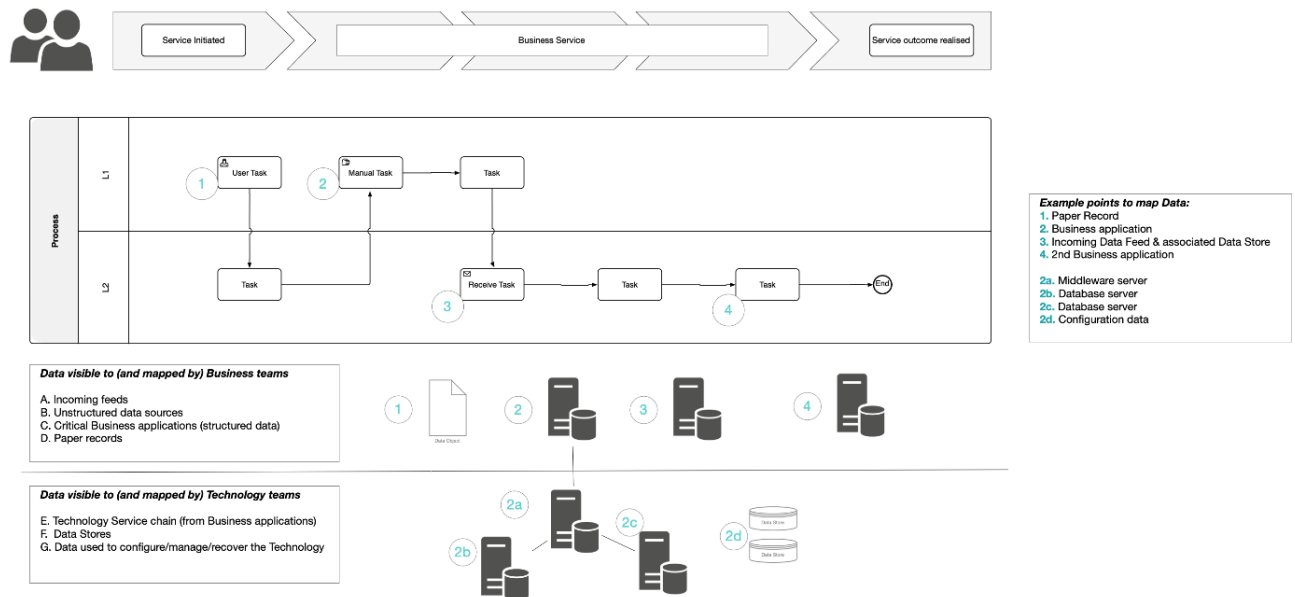 Service Initiated
Business Service
Service outcome realised
Process
L1
L2
1
User Task
2
Manual Task
Task
Task
3
Receive Task
Task
4
Task
End
Example points to map Data:
1. Paper Record
2. Business application
3. Incoming Data Feed & associated Data Store
4. 2nd Business application
2a. Middleware server
2b. Database server
2c. Database server
2d. Configuration data
Data visible to (and mapped by) Business teams
A. Incoming feeds
B. Unstructured data sources
C. Critical Business applications (structured data)
D. Paper records
1
Data Object
2
3
4
Data visible to (and mapped by) Technology teams
E. Technology Service chain (from Business applications)
F. Data Stores
G. Data used to configure/manage/recover the Technology
2a
2b
2c
2d
Data Store
Data Store